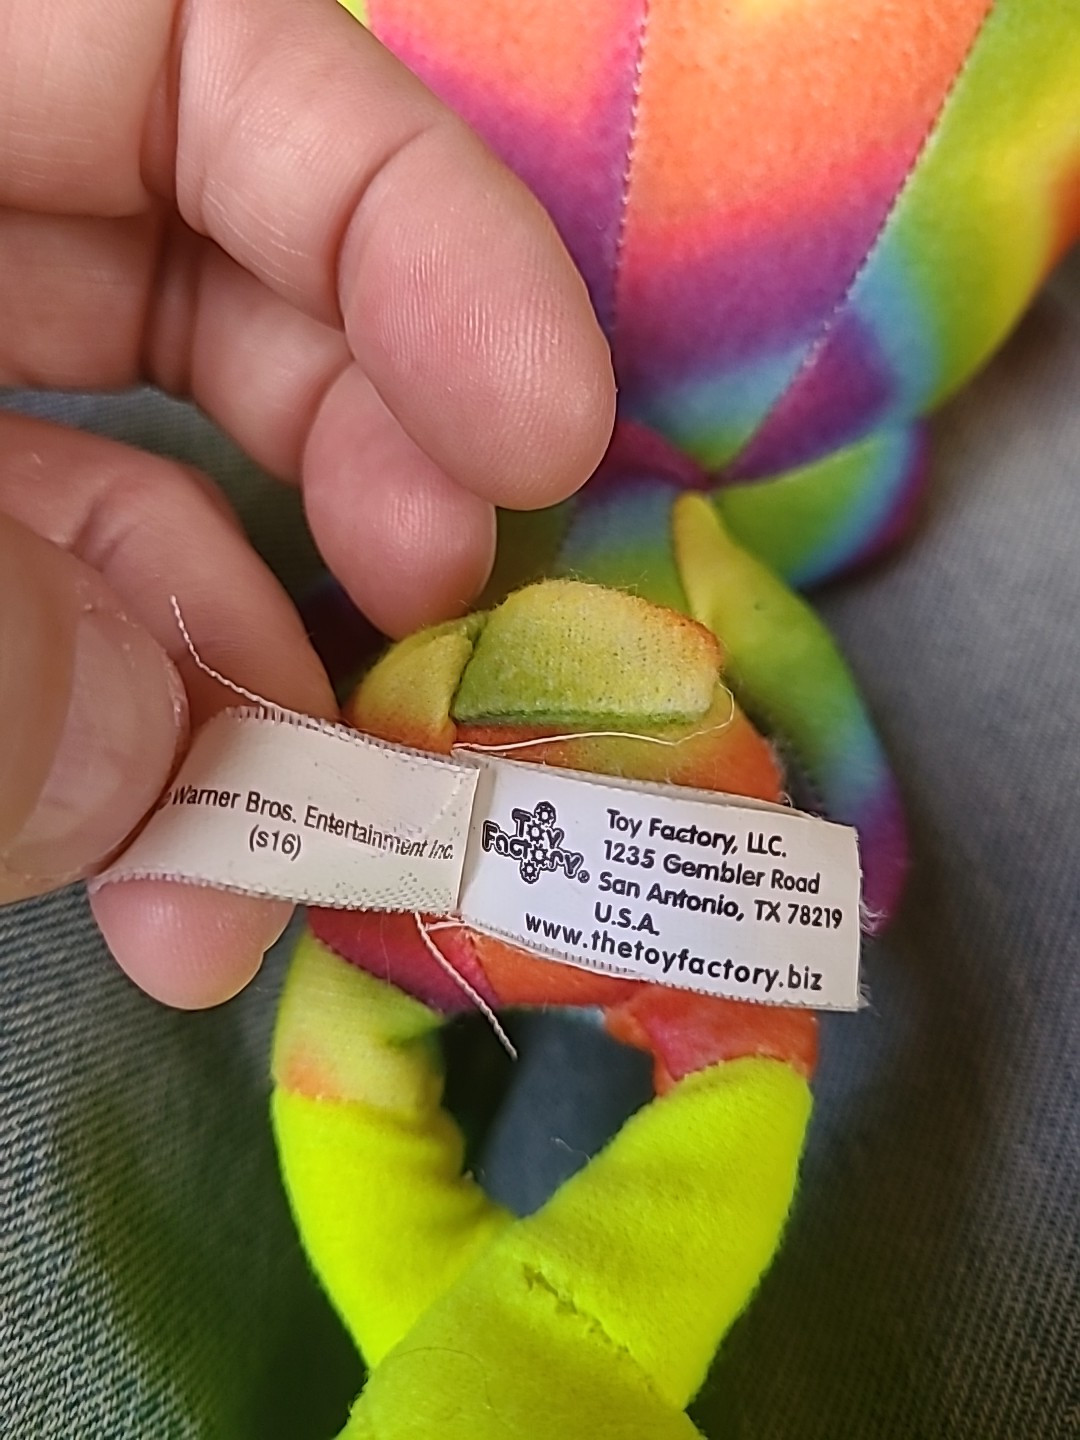 Warner Bros. Entertainment Inc.
(s16)
Toy
Factory®
Toy Factory, LLC.
1235 Gembler Road
San Antonio, TX 78219
U.S.A.
www.thetoyfactory.biz